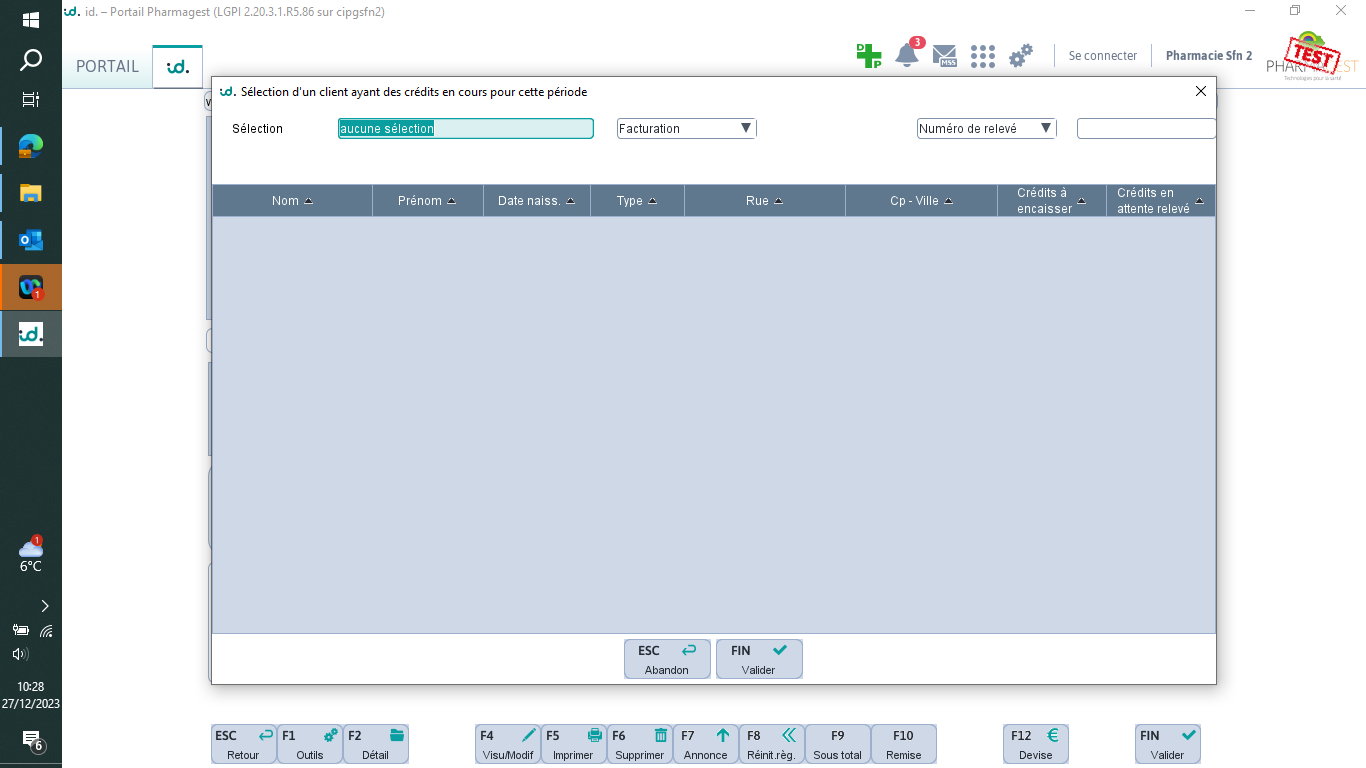 id. id. – Portail Pharmagest (LGPI 2.20.3.1.R5.86 sur cipgsfn2)
PORTAIL
id.
3
MSS
Se connecter
Pharmacie Sfn 2
TEST
id. Sélection d'un client ayant des crédits en cours pour cette période
Sélection
aucune sélection
Facturation
Numéro de relevé
Nom
Prénom
Date naiss.
Type
Rue
Cp - Ville
Crédits à
encaisser
Crédits en
attente relevé
ESC
Abandon
FIN
Valider
1
id.
1
6°C
10:28
27/12/2023
6
ESC
Retour
F1
Outils
F2
Détail
F4
Visu/Modif
F5
Imprimer
F6
Supprimer
F7
Annonce
F8
Réinit.règ.
F9
Sous total
F10
Remise
F12
Devise
FIN
Valider